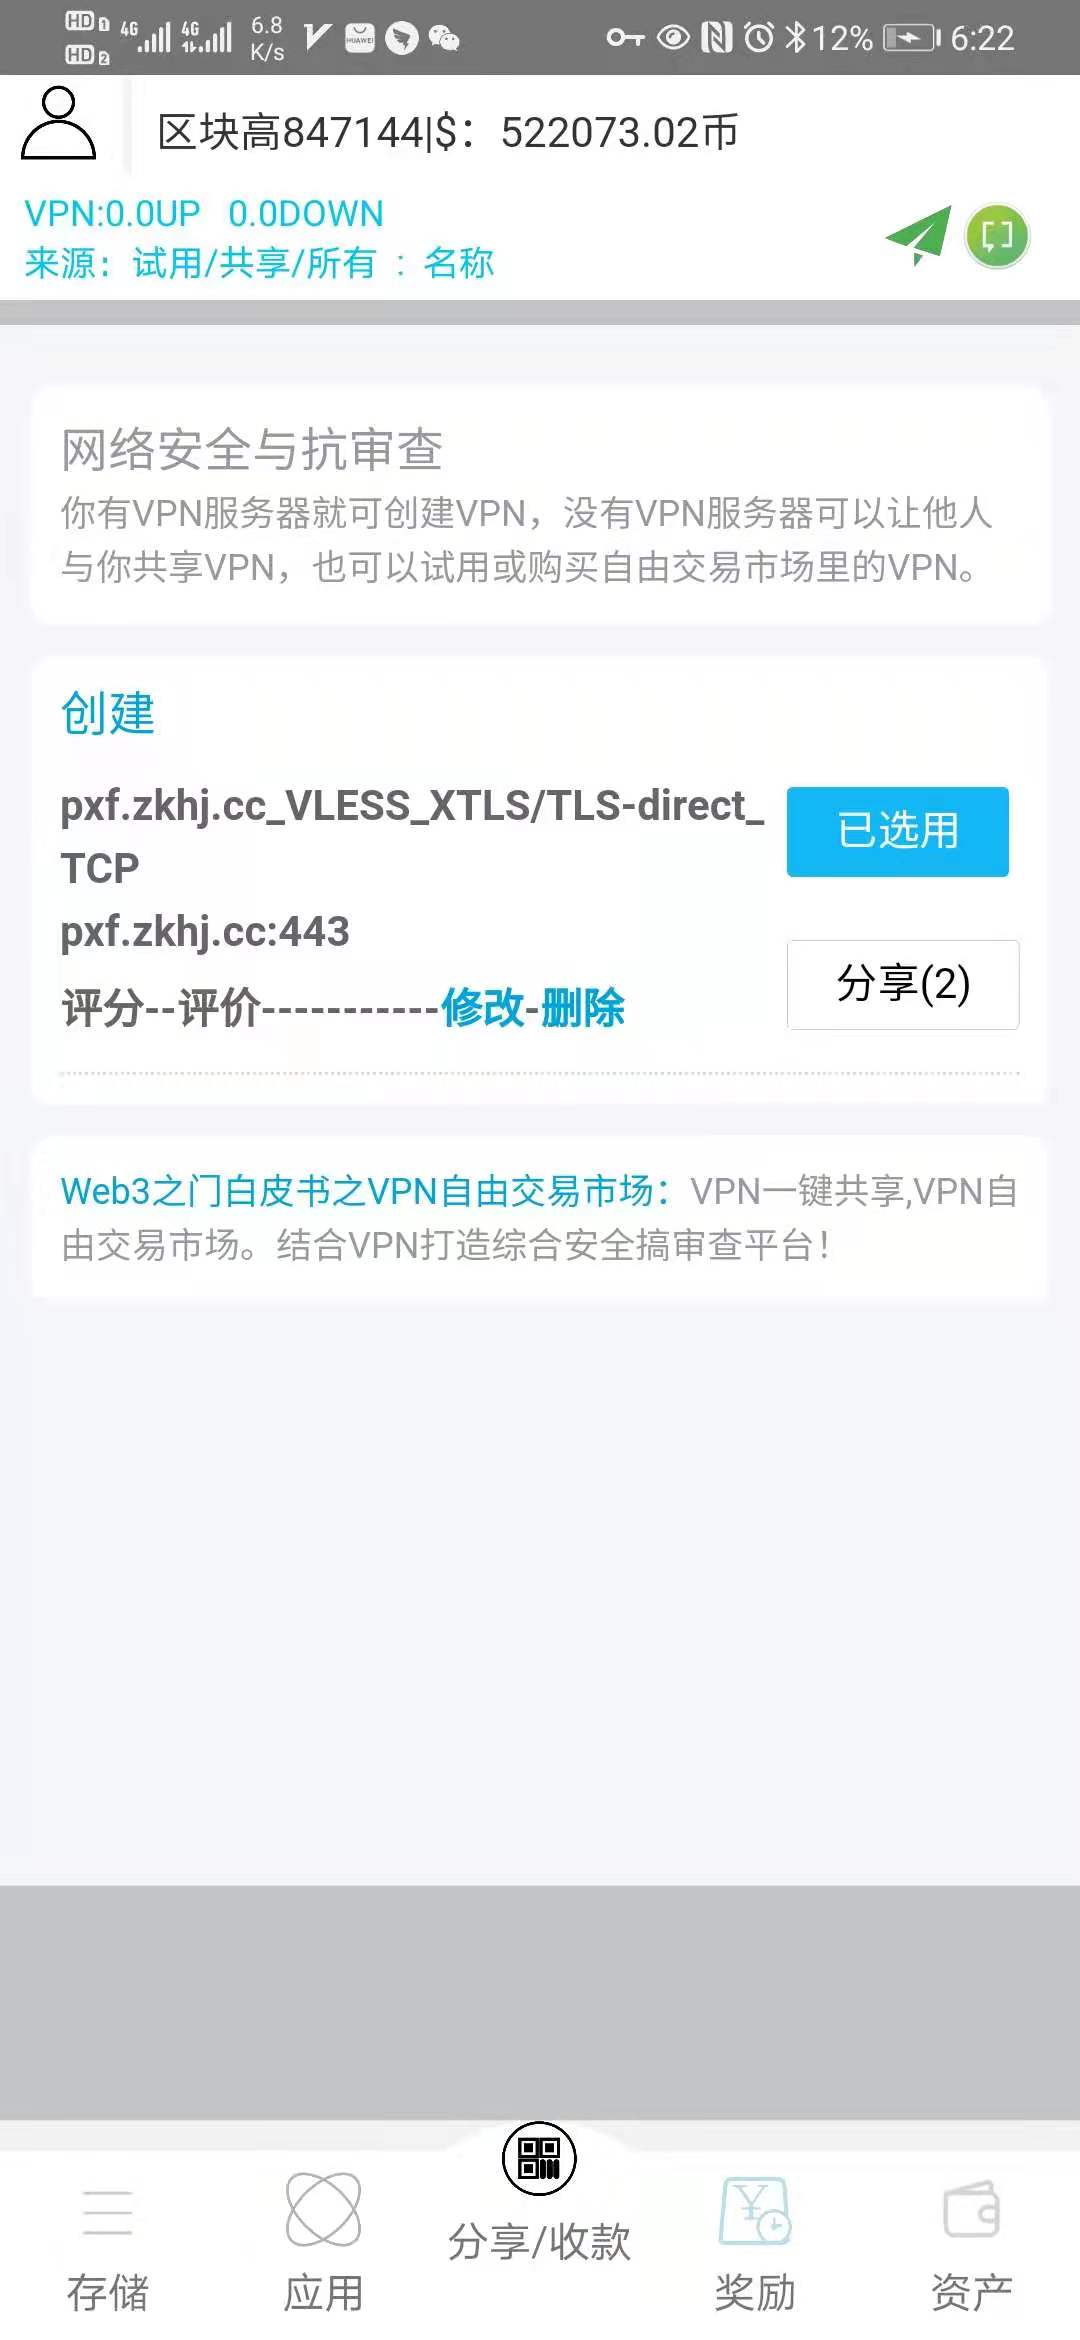 HD 1 4G 4G 6.8 K/s HUAWEI 12% 6:22
HD 2
区块高847144|$：522073.02币
VPN:0.0UP 0.0DOWN
来源：试用/共享/所有 : 名称
网络安全与抗审查
你有VPN服务器就可创建VPN，没有VPN服务器可以让他人
与你共享VPN，也可以试用或购买自由交易市场里的VPN。
创建
pxf.zkhj.cc_VLESS_XTLS/TLS-direct_
TCP
已选用
pxf.zkhj.cc:443
评分--评价-----------修改-删除
分享(2)
Web3之门白皮书之VPN自由交易市场：VPN一键共享,VPN自
由交易市场。结合VPN打造综合安全搞审查平台！
存储
应用
分享/收款
奖励
资产